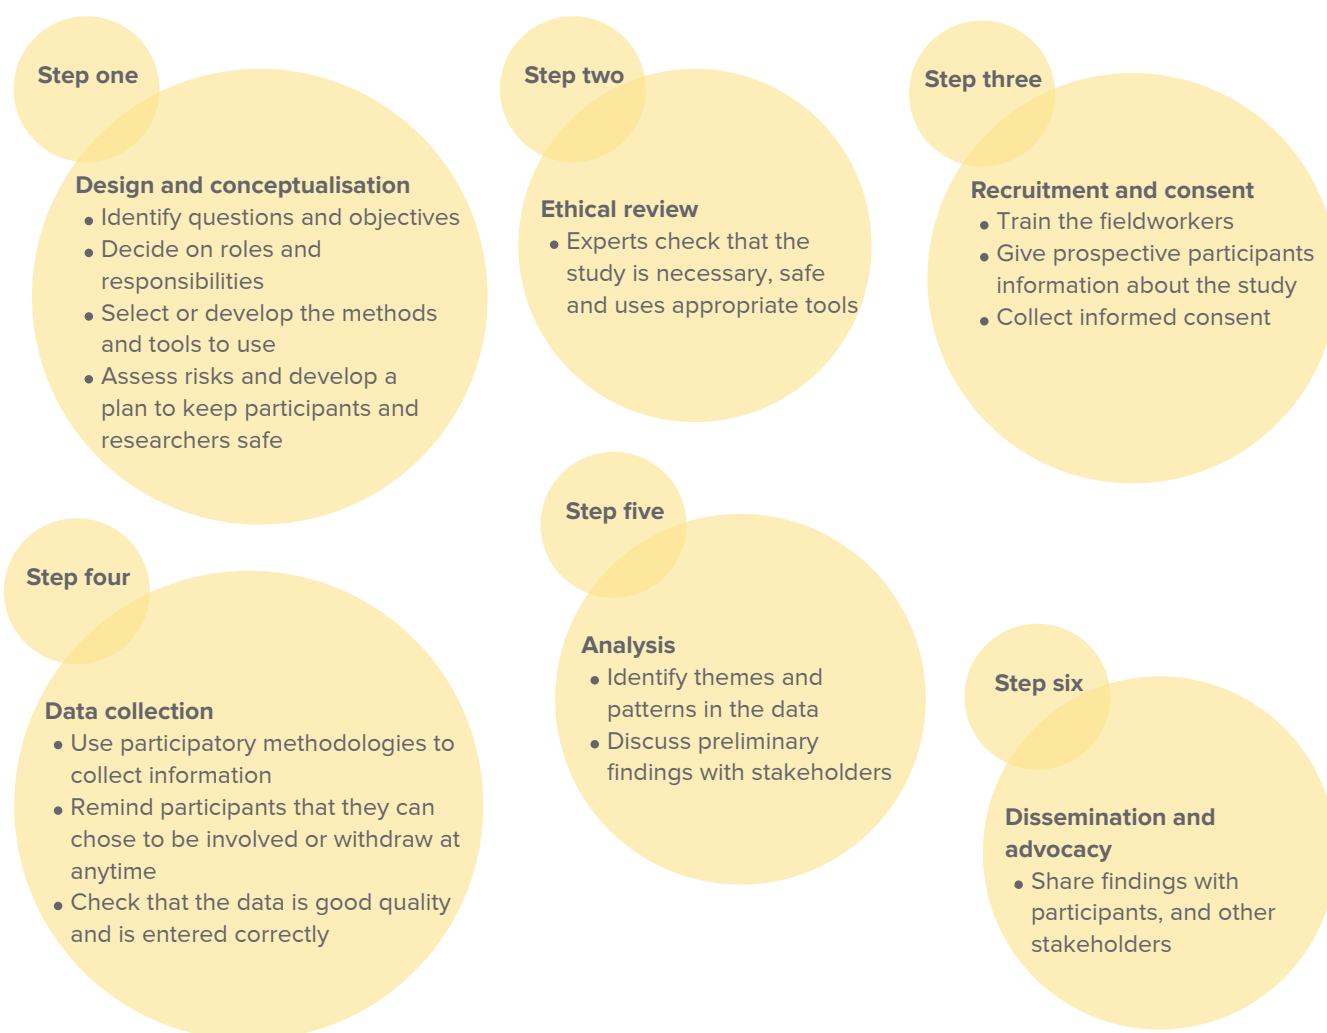 Step one
Design and conceptualisation
• Identify questions and objectives
• Decide on roles and
responsibilities
• Select or develop the methods
and tools to use
• Assess risks and develop a
plan to keep participants and
researchers safe
Step two
Ethical review
• Experts check that the
study is necessary, safe
and uses appropriate tools
Step three
Recruitment and consent
• Train the fieldworkers
• Give prospective participants
information about the study
• Collect informed consent
Step four
Data collection
• Use participatory methodologies to
collect information
• Remind participants that they can
chose to be involved or withdraw at
anytime
• Check that the data is good quality
and is entered correctly
Step five
Analysis
• Identify themes and
patterns in the data
• Discuss preliminary
findings with stakeholders
Step six
Dissemination and
advocacy
• Share findings with
participants, and other
stakeholders